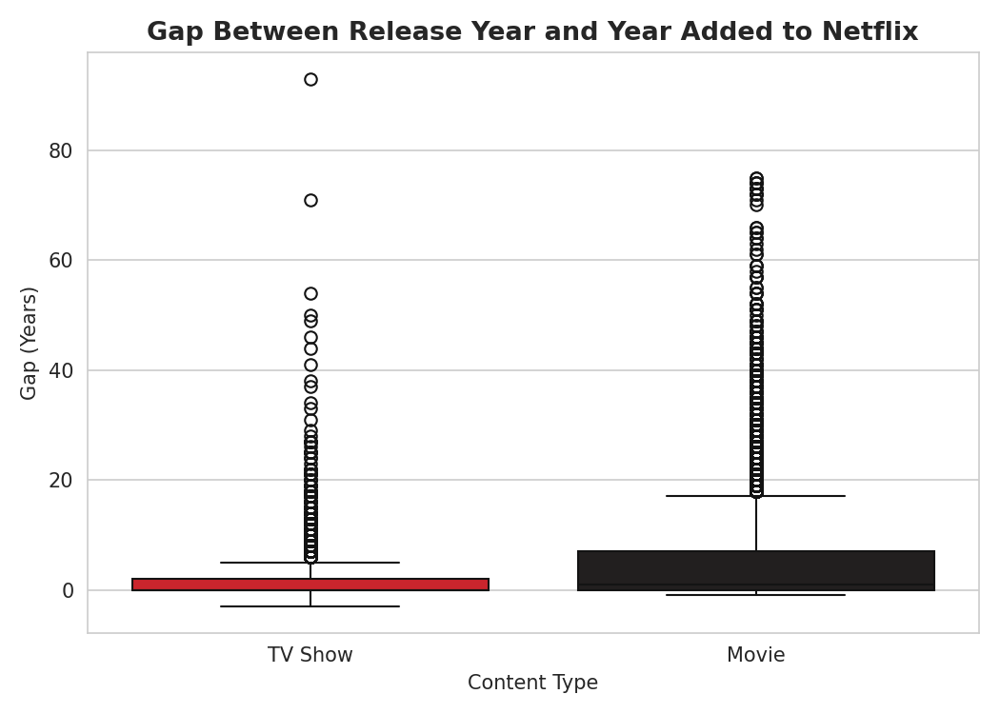 Gap Between Release Year and Year Added to Netflix
Gap (Years)
80
60
40
20
0
TV Show
Movie
Content Type